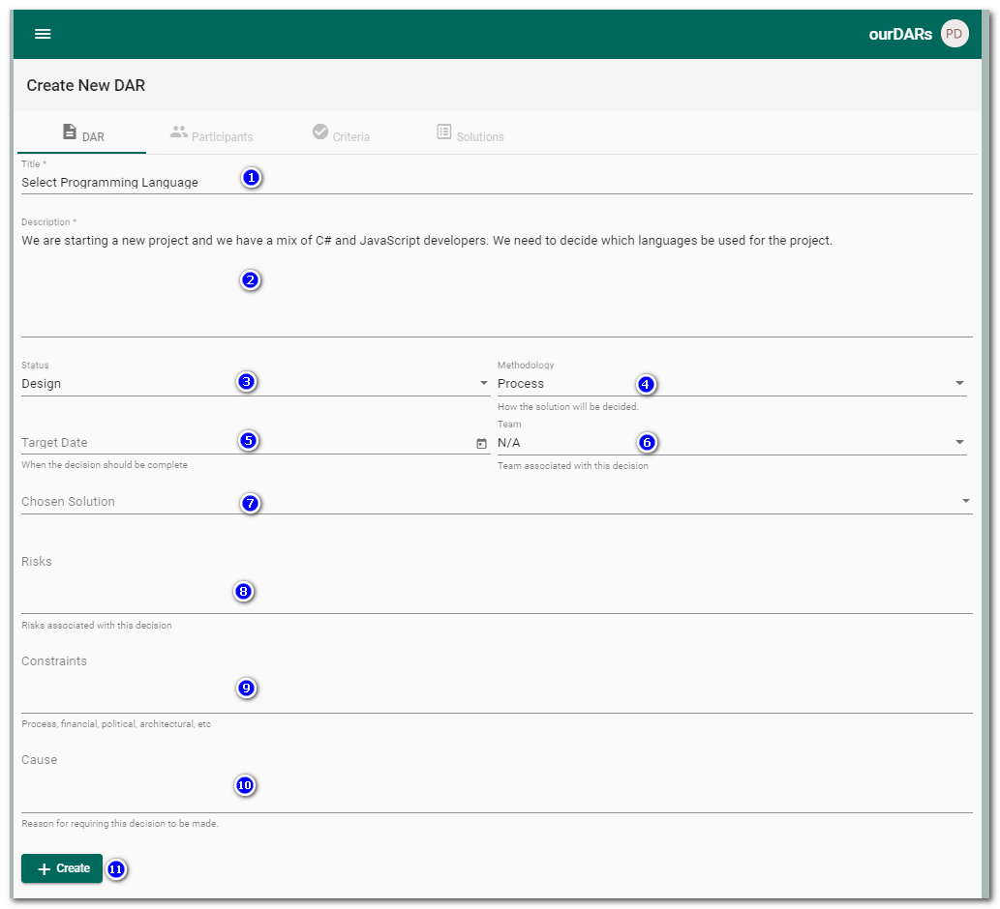 ourDARs PD
Create New DAR
DAR Participants Criteria Solutions
Title *
Select Programming Language 1
Description *
We are starting a new project and we have a mix of C# and JavaScript developers. We need to decide which languages be used for the project.
2
Status Methodology
Design 3 Process 4
How the solution will be decided.
Team
Target Date 5 N/A 6
When the decision should be complete Team associated with this decision
Chosen Solution 7
Risks
8
Risks associated with this decision
Constraints
9
Process, financial, political, architectural, etc
Cause
10
Reason for requiring this decision to be made.
+ Create 11